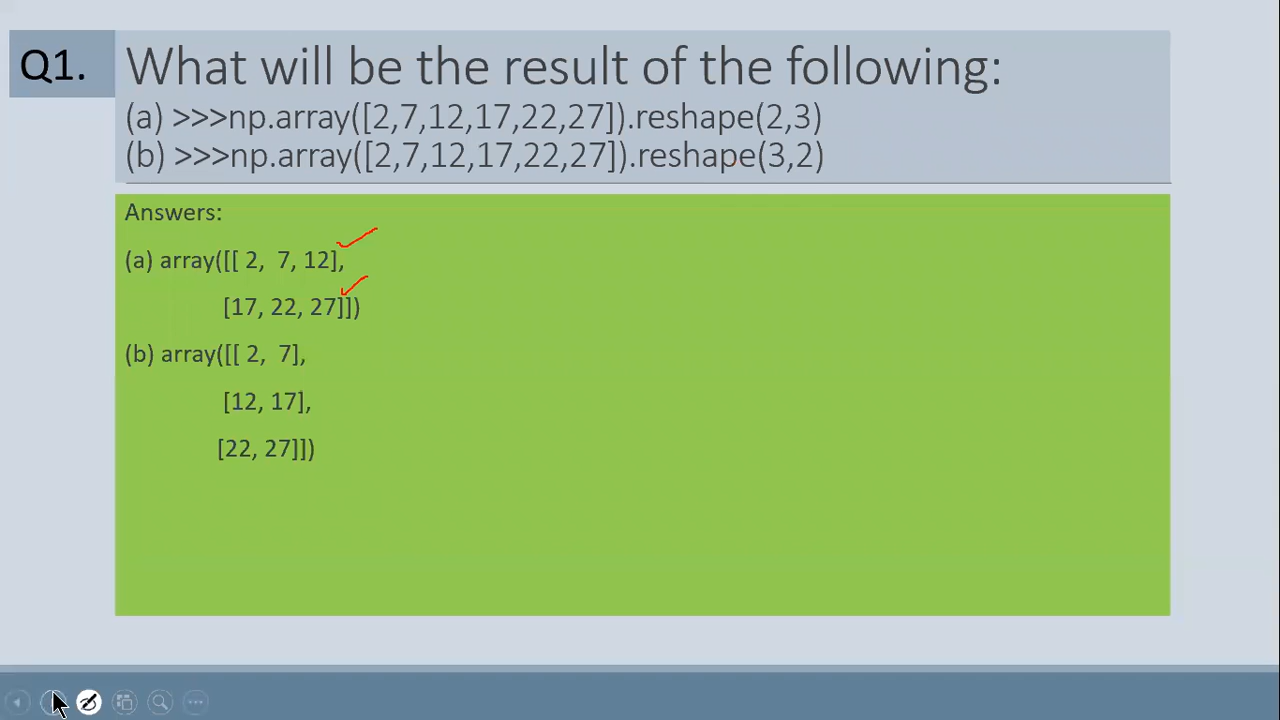 Q1.
What will be the result of the following:
(a) >>>np.array([2,7,12,17,22,27]).reshape(2,3)
(b) >>>np.array([2,7,12,17,22,27]).reshape(3,2)
Answers:
(a) array([[ 2,  7, 12],
[17, 22, 27]])
(b) array([[ 2,  7],
[12, 17],
[22, 27]])